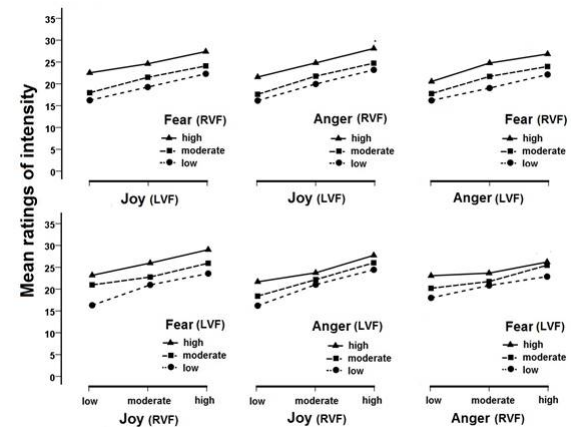 Mean ratings of intensity
35
30
25
20
15
10
5
0
Fear (RVF)
high
moderate
low
Joy (LVF)
Anger (RVF)
high
moderate
low
Joy (LVF)
Fear (RVF)
high
moderate
low
Anger (LVF)
35
30
25
20
15
10
5
0
Fear (LVF)
high
moderate
low
low moderate high
Joy (RVF)
Anger (LVF)
high
moderate
low
low moderate high
Joy (RVF)
Fear (LVF)
high
moderate
low
low moderate high
Anger (RVF)